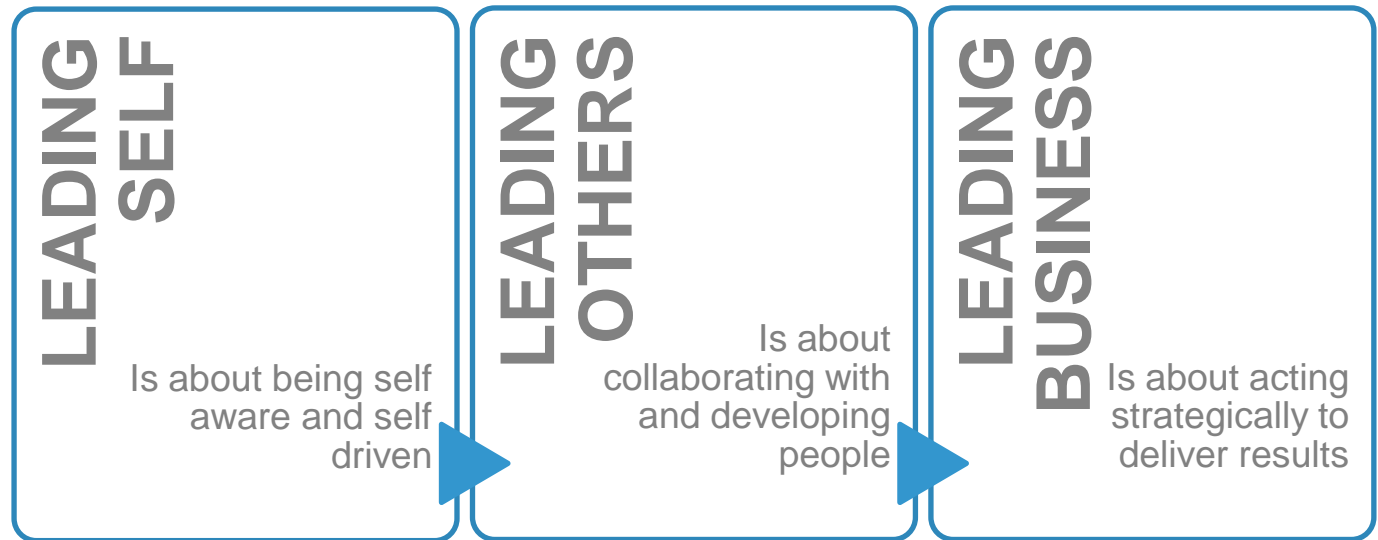 LEADING
SELF
Is about being self
aware and self
driven
LEADING
OTHERS
Is about
collaborating with
and developing
people
LEADING
BUSINESS
Is about acting
strategically to
deliver results